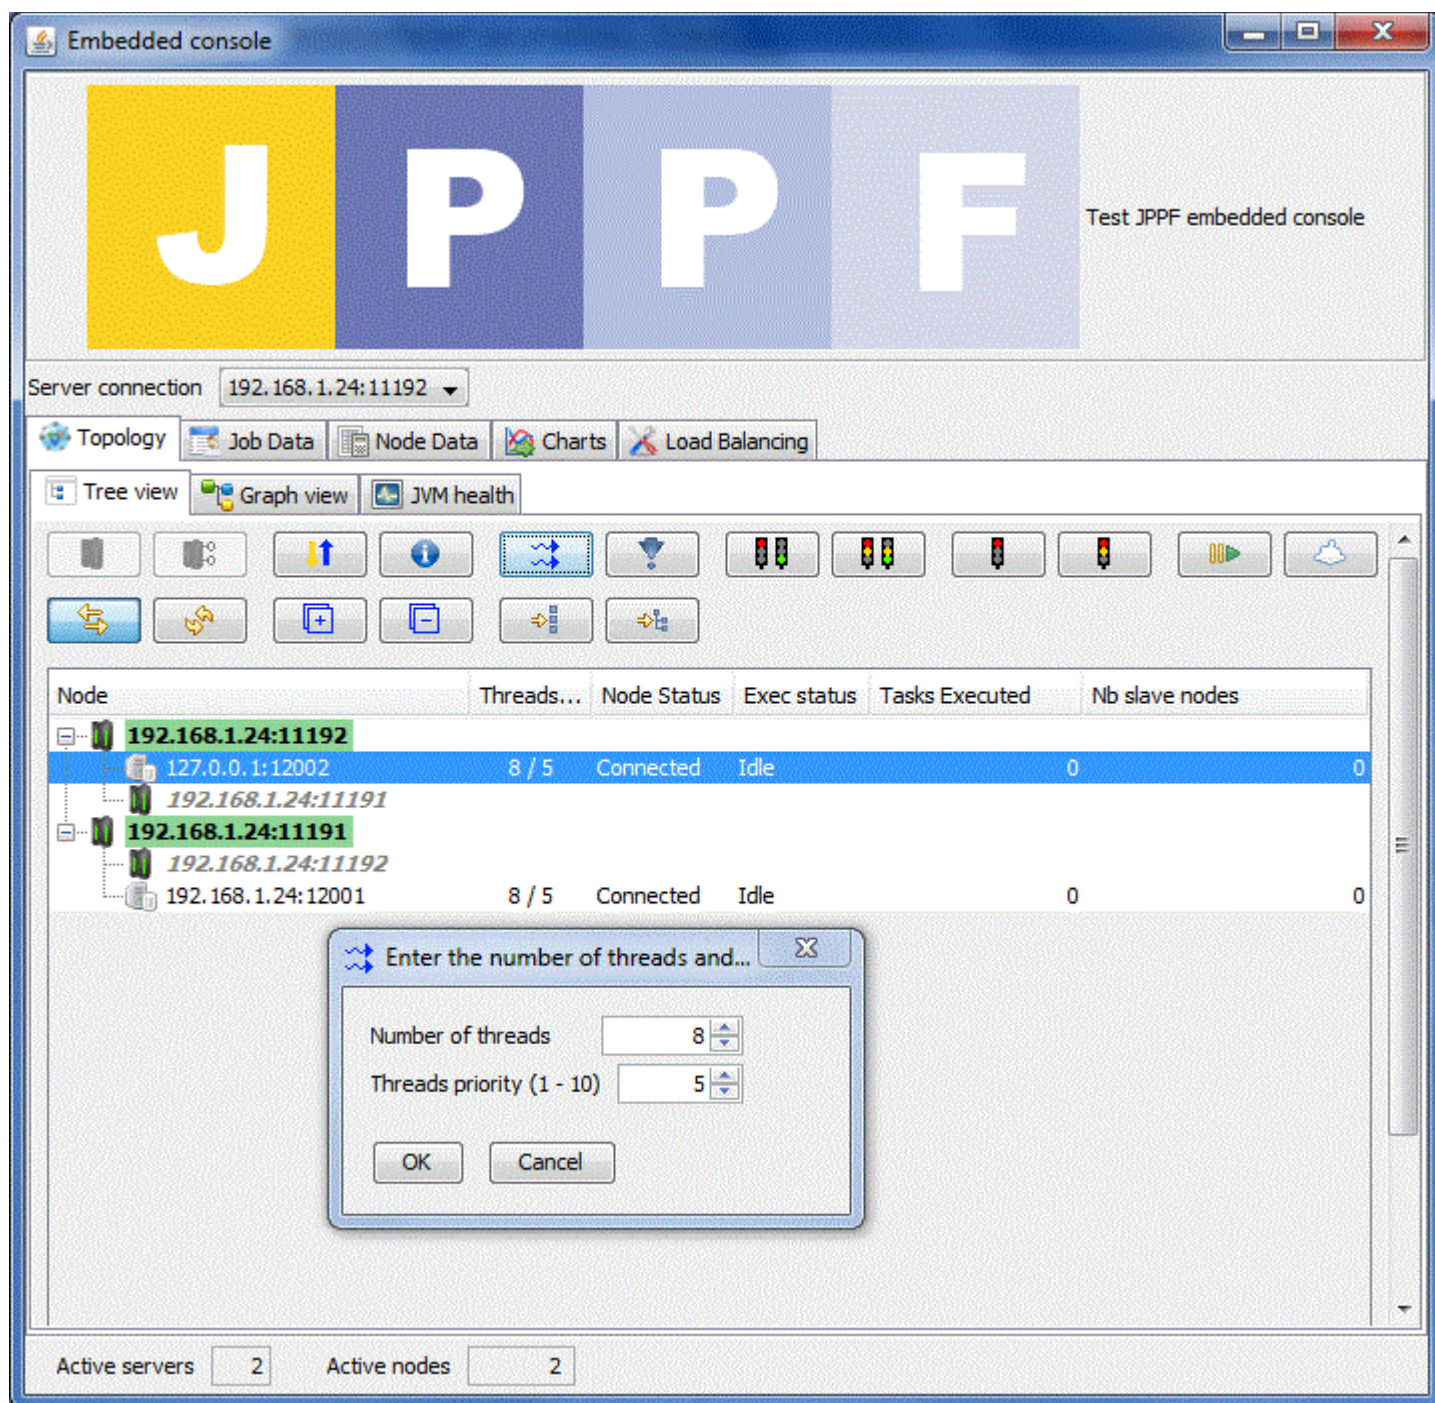 Embedded console
J P P F
Test JPPF embedded console
Server connection 192.168.1.24:11192
Topology Job Data Node Data Charts Load Balancing
Tree view Graph view JVM health
Node Threads... Node Status Exec status Tasks Executed Nb slave nodes
192.168.1.24:11192
127.0.0.1:12002 8 / 5 Connected Idle 0 0
192.168.1.24:11191
192.168.1.24:11191
192.168.1.24:11192
192.168.1.24:12001 8 / 5 Connected Idle 0 0
Enter the number of threads and...
Number of threads 8
Threads priority (1 - 10) 5
OK Cancel
Active servers 2 Active nodes 2